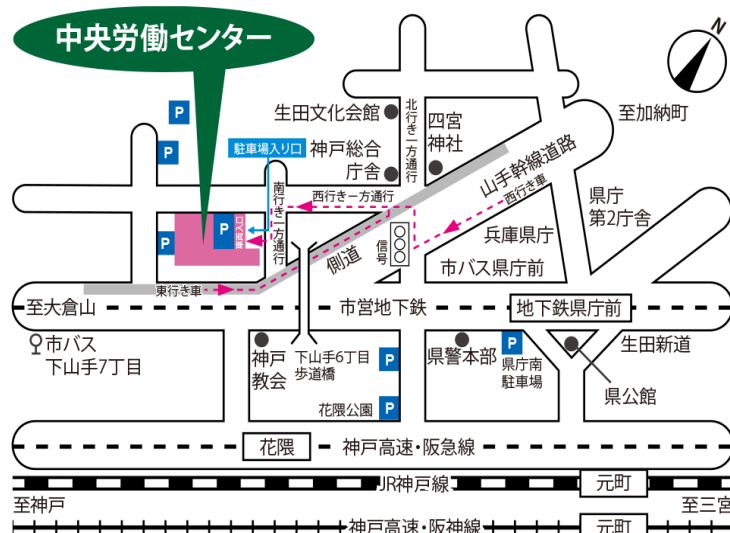 中央労働センター
N
P
生田文化会館
北行き一方通行
四宮
神社
至加納町
P
駐車場入り口
神戸総合
庁舎
山手幹線道路
南行き一方通行
西行き一方通行
西行き車
県庁
第2庁舎
P
P
信号
側道
兵庫県庁
市バス県庁前
東行き車
至大倉山
市営地下鉄
地下鉄県庁前
市バス
下山手7丁目
神戸
教会
下山手6丁目
歩道橋
P
県警本部
P
県庁南
駐車場
生田新道
県公館
花隈公園
P
花隈
神戸高速・阪急線
JR神戸線
元町
至神戸
至三宮
神戸高速・阪神線
元町